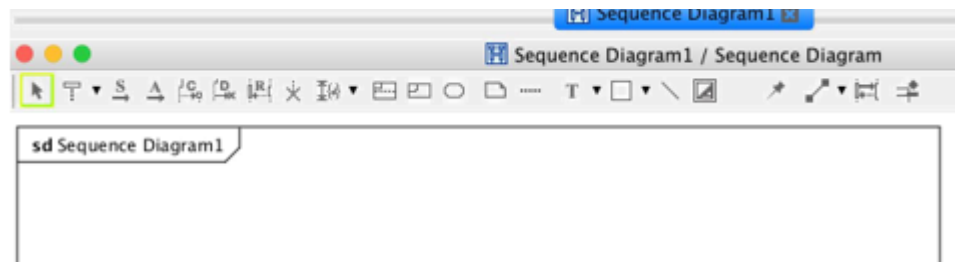 Sequence Diagram1
Sequence Diagram1 / Sequence Diagram
T
sd Sequence Diagram1